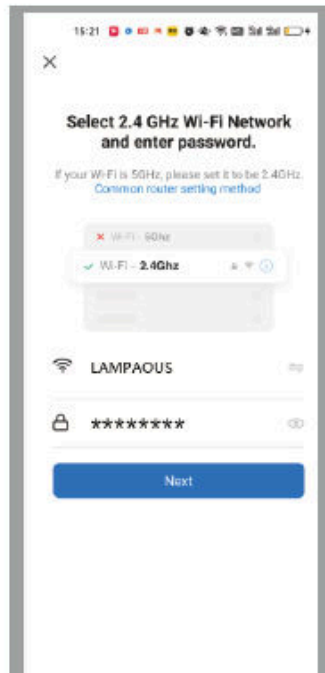 15:21
Select 2.4 GHz Wi-Fi Network
and enter password.
If your Wi-Fi is 5GHz, please set it to be 2.4GHz.
Common router setting method
Wi-Fi - 5Ghz
Wi-Fi - 2.4Ghz
LAMPAOUS
********
Next